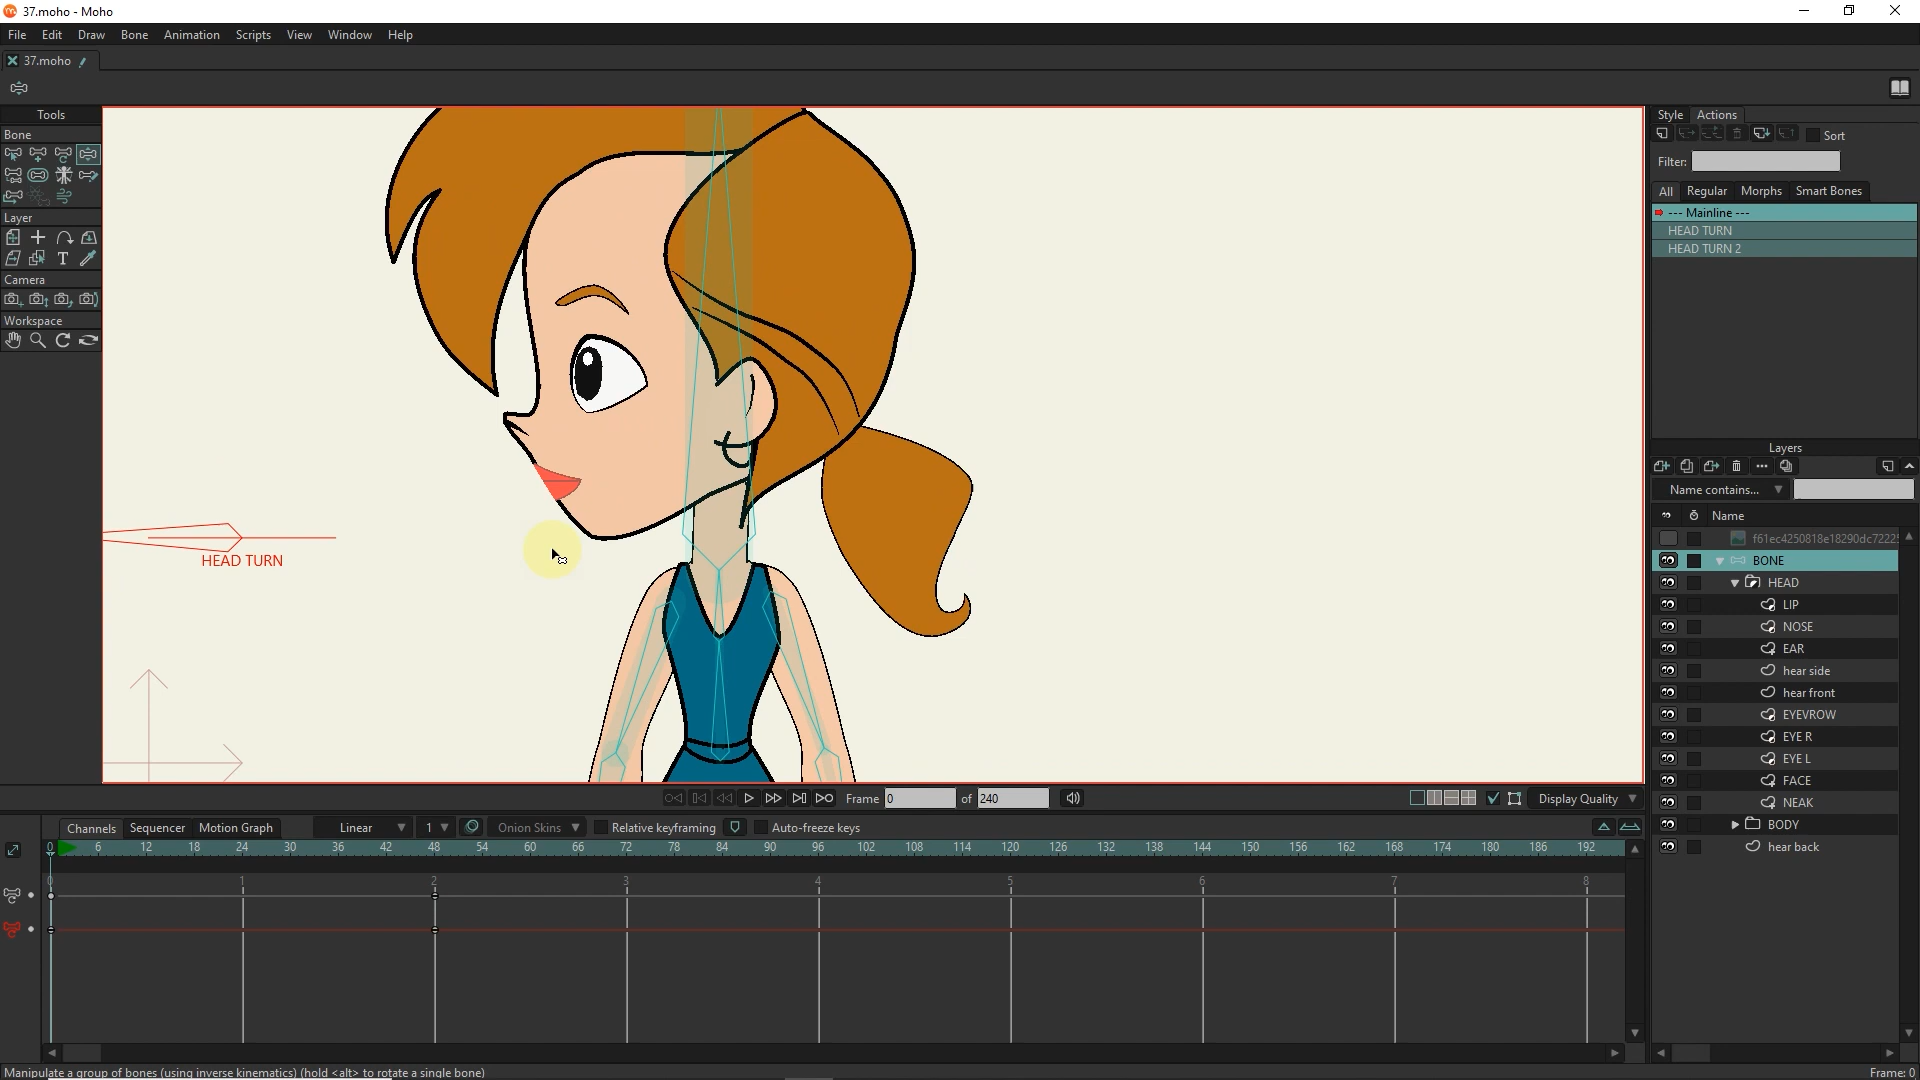 37.moho - Moho
File Edit Draw Bone Animation Scripts View Window Help
37.moho
Tools
Bone
Layer
Camera
Workspace
HEAD TURN
Style Actions
Sort
Filter:
All Regular Morphs Smart Bones
--- Mainline ---
HEAD TURN
HEAD TURN 2
Layers
Name contains...
Name
f61ec4250818e18290dc7222
BONE
HEAD
LIP
NOSE
EAR
hear side
hear front
EYEVROW
EYE R
EYE L
FACE
NEAK
BODY
hear back
Frame 0 of 240 Display Quality
Channels Sequencer Motion Graph Linear 1 Onion Skins Relative keyframing Auto-freeze keys
0 6 12 18 24 30 36 42 48 54 60 66 72 78 84 90 96 102 108 114 120 126 132 138 144 150 156 162 168 174 180 186 192
1 2 3 4 5 6 7 8
Manipulate a group of bones (using inverse kinematics) (hold <alt> to rotate a single bone) Frame: 0